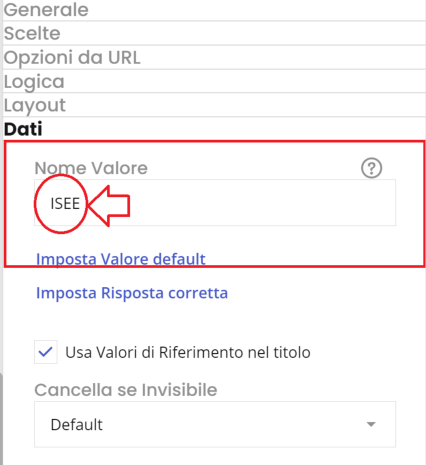 Generale
Scelte
Opzioni da URL
Logica
Layout
Dati
Nome Valore ?
ISEE
Imposta Valore default
Imposta Risposta corretta
Usa Valori di Riferimento nel titolo
Cancella se Invisibile
Default